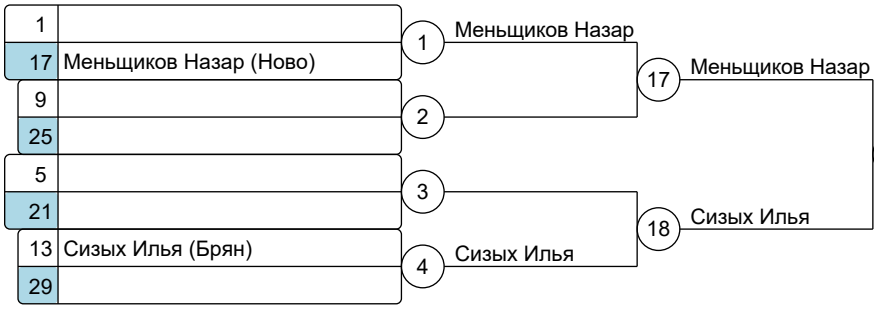 1
17 Меньщиков Назар (Ново)
9
25
5
21
13 Сизых Илья (Брян)
29
1
2
3
4
Меньщиков Назар
Сизых Илья
17
18
Меньщиков Назар
Сизых Илья